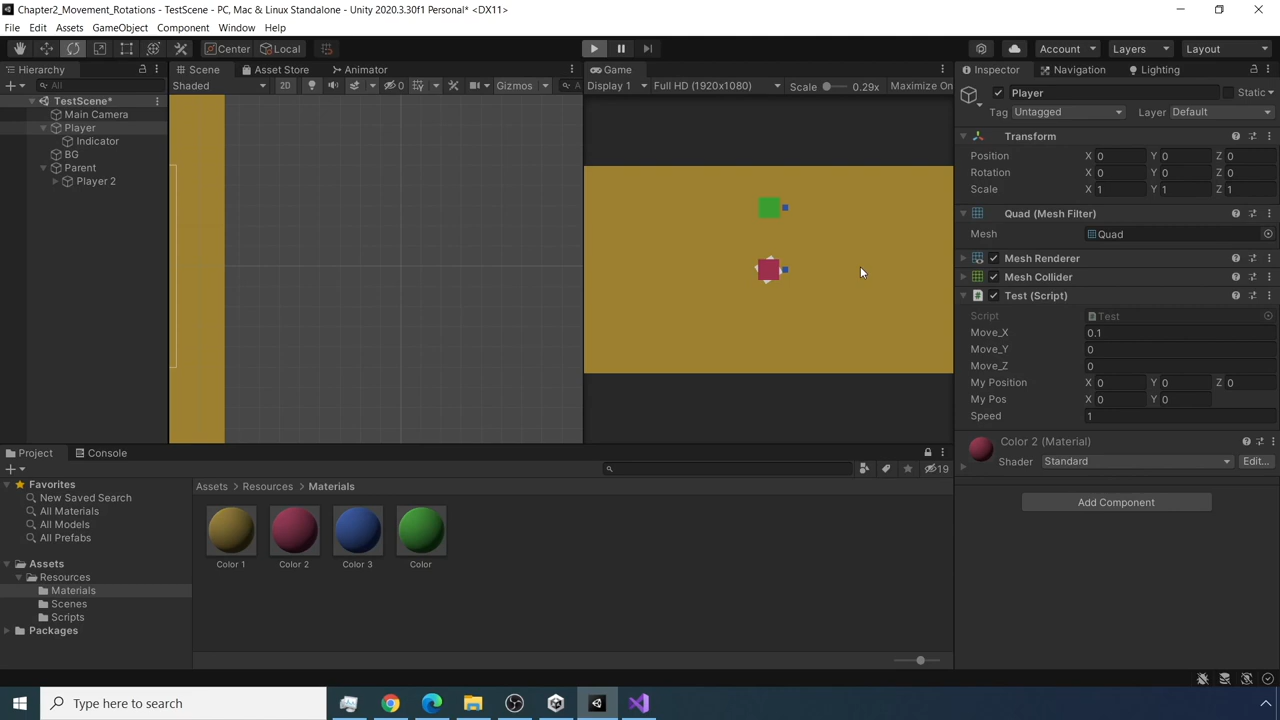 Chapter2_Movement_Rotations - TestScene - PC, Mac & Linux Standalone - Unity 2020.3.30f1 Personal* <DX11>
File Edit Assets GameObject Component Window Help
Center Local Account Layers Layout
Hierarchy Scene Asset Store Animator Game Inspector Navigation Lighting
All Shaded 2D 0 Gizmos A Display 1 Full HD (1920x1080) Scale 0.29x Maximize On Player Static
TestScene*
Main Camera
Player
Indicator
BG
Parent
Player 2
Tag Untagged Layer Default
Transform
Position X 0 Y 0 Z 0
Rotation X 0 Y 0 Z 0
Scale X 1 Y 1 Z 1
Quad (Mesh Filter)
Mesh Quad
Mesh Renderer
Mesh Collider
Test (Script)
Script Test
Move_X 0.1
Move_Y 0
Move_Z 0
My Position X 0 Y 0 Z 0
My Pos X 0 Y 0
Speed 1
Color 2 (Material)
Shader Standard Edit...
Add Component
Project Console
19
Favorites
New Saved Search
All Materials
All Models
All Prefabs
Assets
Resources
Materials
Scenes
Scripts
Packages
Assets Resources Materials
Color 1 Color 2 Color 3 Color
Type here to search